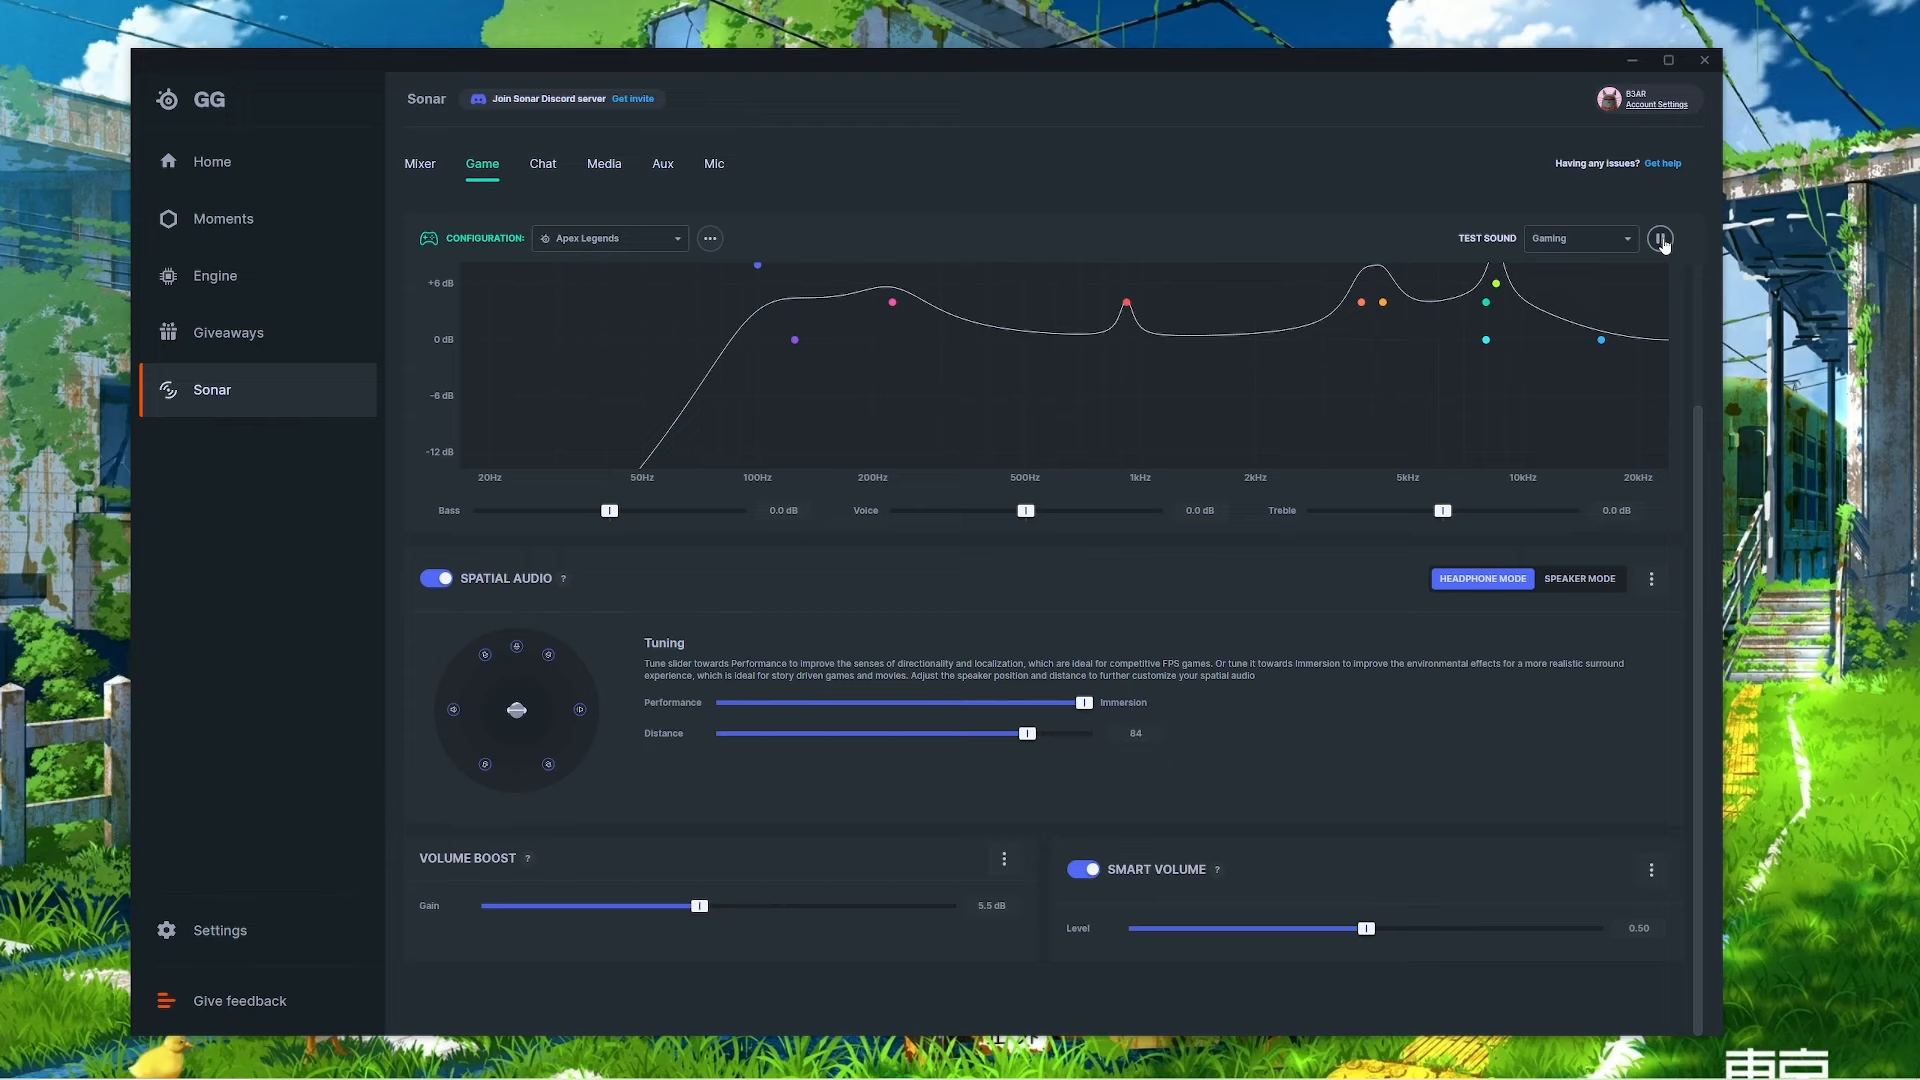 GG
Sonar
Join Sonar Discord server Get invite
B3AR
Account Settings
Home
Moments
Engine
Giveaways
Sonar
Settings
Give feedback
Mixer
Game
Chat
Media
Aux
Mic
Having any issues? Get help
CONFIGURATION:
Apex Legends
TEST SOUND
Gaming
+6 dB
0 dB
-6 dB
-12 dB
20Hz
50Hz
100Hz
200Hz
500Hz
1kHz
2kHz
5kHz
10kHz
20kHz
Bass
0.0 dB
Voice
0.0 dB
Treble
0.0 dB
SPATIAL AUDIO ?
HEADPHONE MODE
SPEAKER MODE
Tuning
Tune slider towards Performance to improve the senses of directionality and localization, which are ideal for competitive FPS games. Or tune it towards Immersion to improve the environmental effects for a more realistic surround
experience, which is ideal for story driven games and movies. Adjust the speaker position and distance to further customize your spatial audio
Performance
Immersion
Distance
84
VOLUME BOOST ?
Gain
5.5 dB
SMART VOLUME ?
Level
0.50